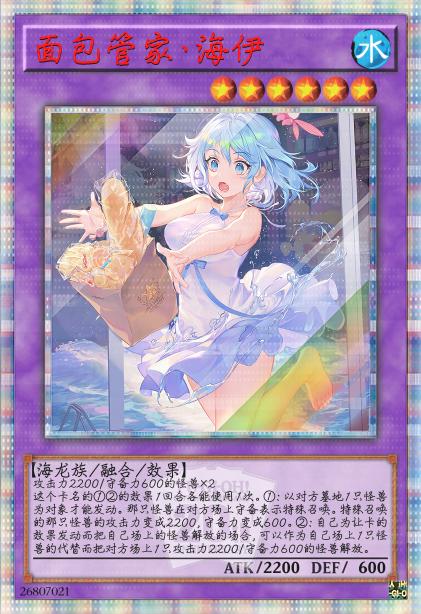 面包管家·海伊
水
【海龙族/融合/效果】
攻击力2200/守备力600的怪兽×2
这个卡名的①②的效果1回合各能使用1次。①：以对方墓地1只怪兽
为对象才能发动。那只怪兽在对方场上守备表示特殊召唤。特殊召唤
的那只怪兽的攻击力变成2200,守备力变成600。②：自己为让卡的
效果发动而把自己场上的怪兽解放的场合，可以作为自己场上1只怪
兽的代替而把对方场上1只攻击力2200/守备力600的怪兽解放。
ATK/2200 DEF/ 600
26807021